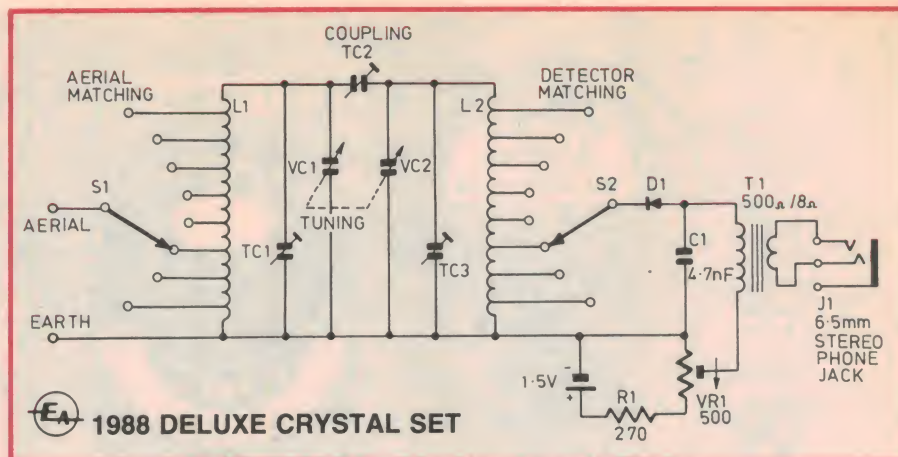 COUPLING
TC2
AERIAL
MATCHING
DETECTOR
MATCHING
L1
L2
VC1
VC2
S1
S2
D1
T1
500Ω/8Ω
AERIAL
TUNING
TC1
TC3
C1
4.7nF
EARTH
J1
6.5mm
STEREO
PHONE
JACK
1.5V
-
+
R1
270
VR1
500
EA 1988 DELUXE CRYSTAL SET